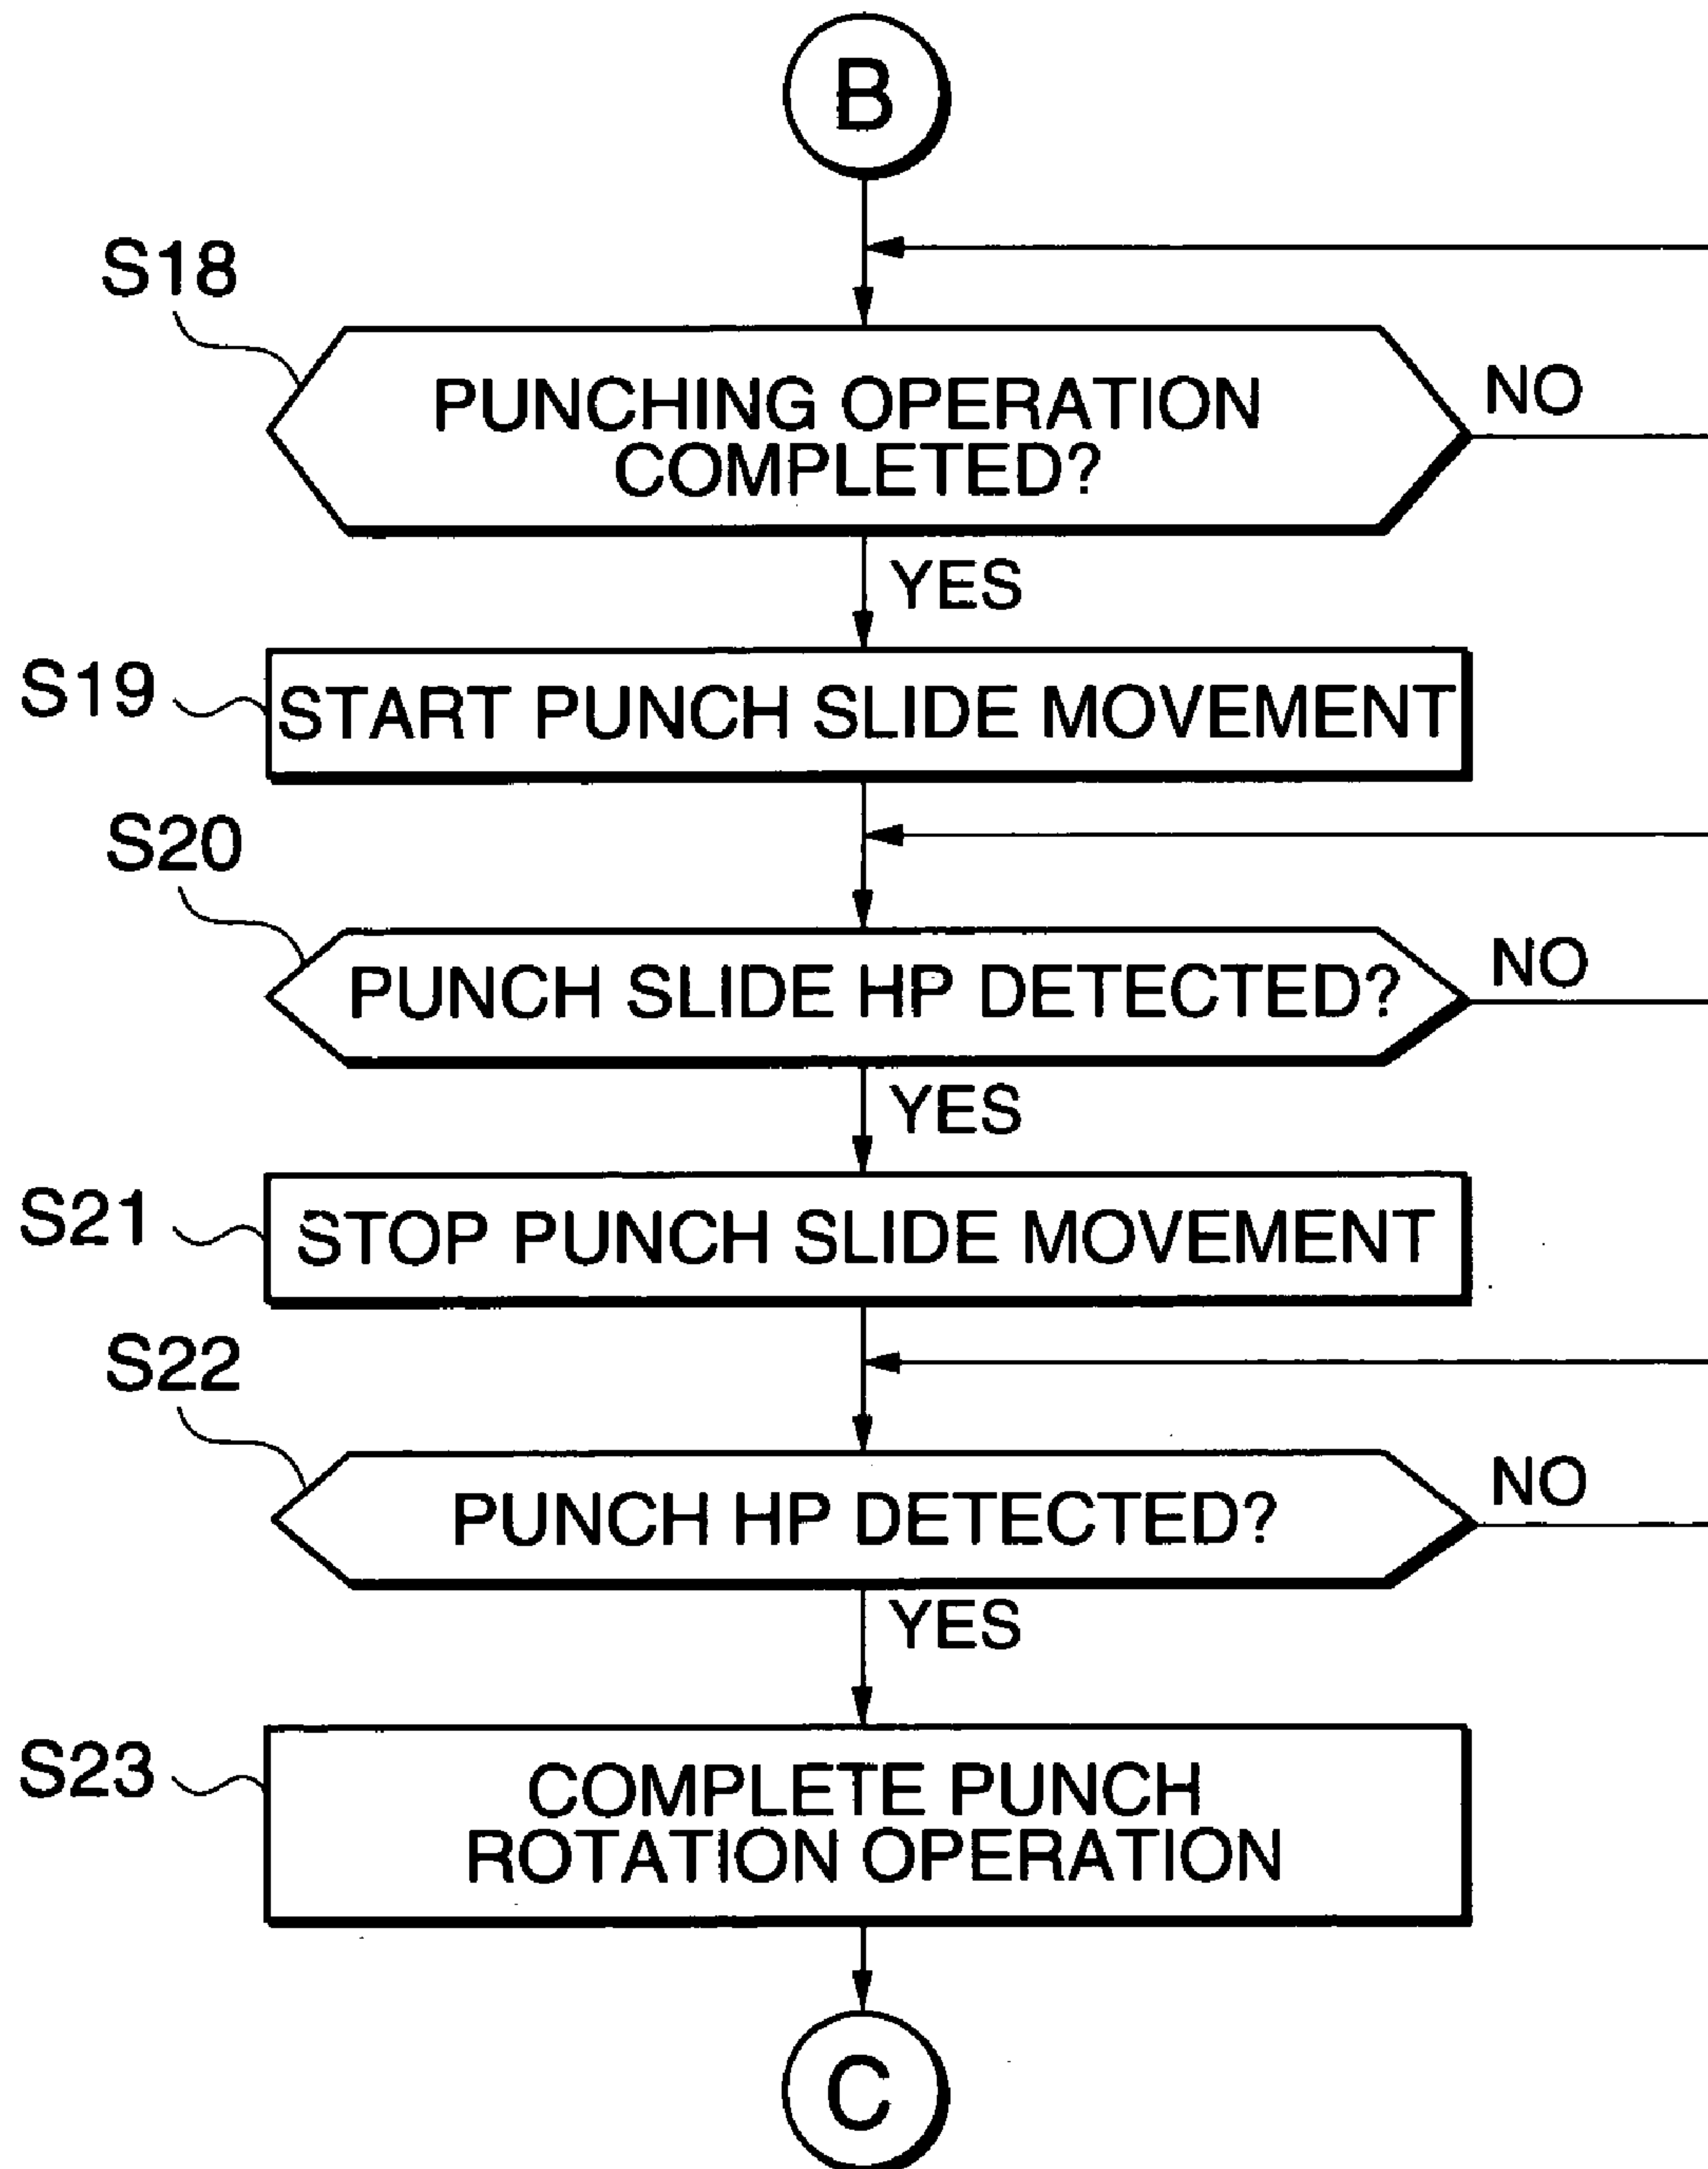 B
S18
PUNCHING OPERATION
COMPLETED?
NO
YES
S19
START PUNCH SLIDE MOVEMENT
S20
PUNCH SLIDE HP DETECTED?
NO
YES
S21
STOP PUNCH SLIDE MOVEMENT
S22
PUNCH HP DETECTED?
NO
YES
S23
COMPLETE PUNCH
ROTATION OPERATION
C